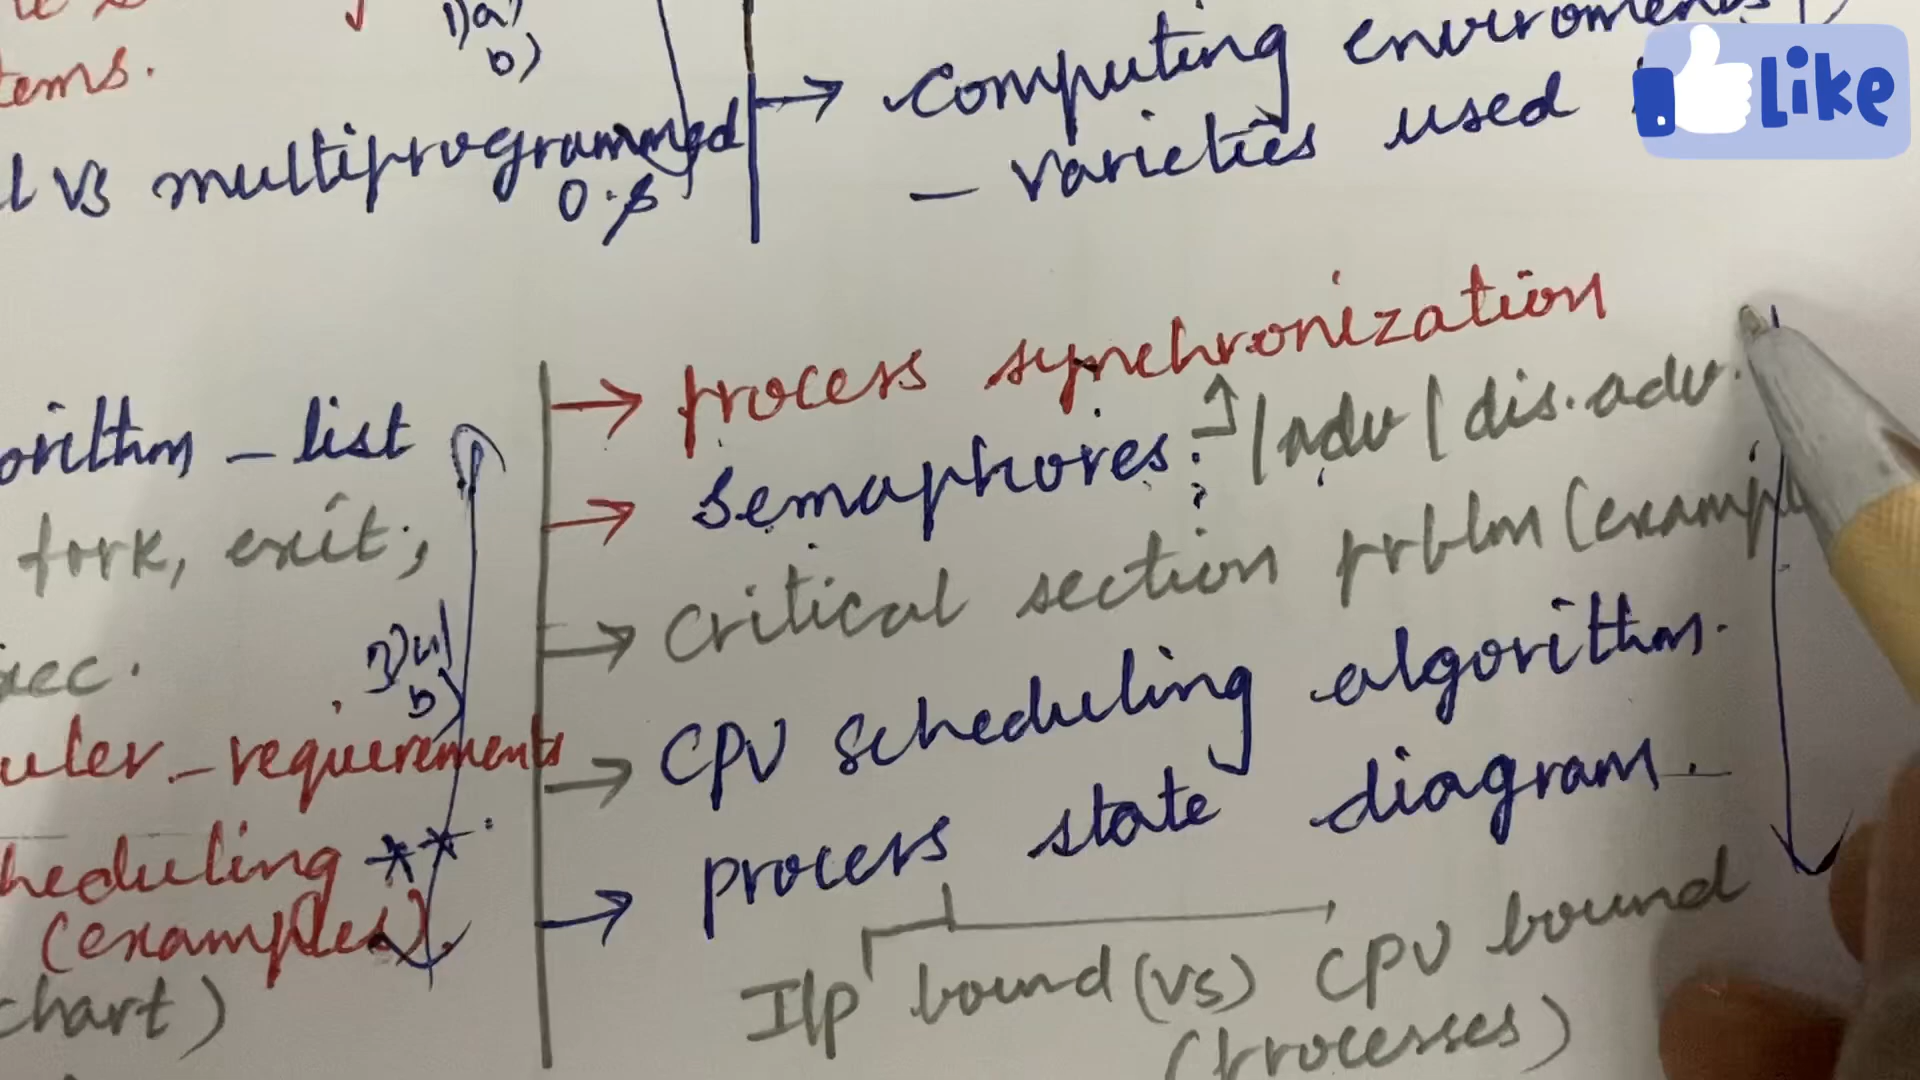 1)a)
b)
tems.
vs multiprogrammed
O.S
→ computing enviroments
- varieties used
Like
orithm - list
fork, exit;
3)a)
b)
uler - requirements
heduling **
(examples).
chart)
→ process synchronization
→ semaphores: /adv/dis.adv.
→ critical section prblm (exampl
→ CPU scheduling algorithm.
→ process state diagram.
I/p bound (vs) CPU bound
(processes)